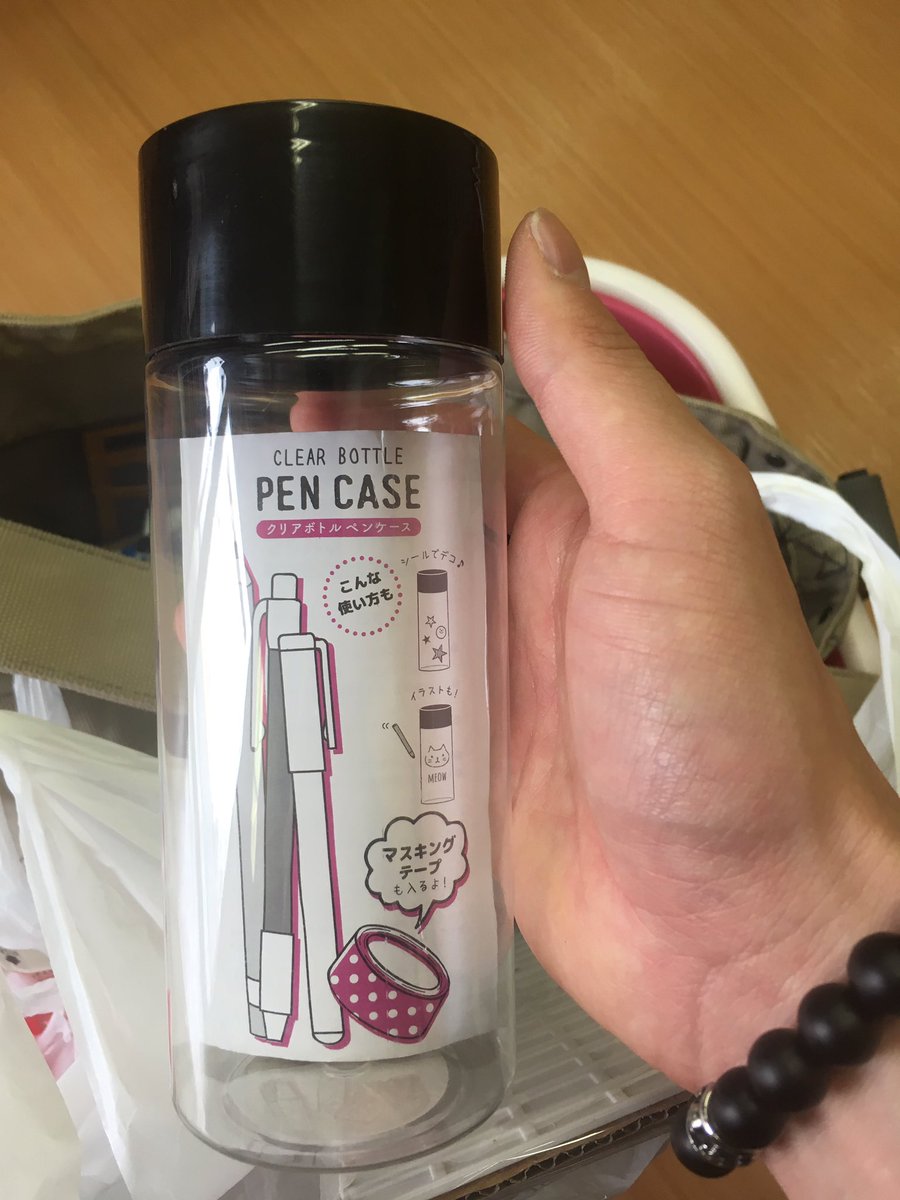 CLEAR BOTTLE
PEN CASE
クリアボトルペンケース
こんな
使い方も
シールでデコ♪
イラストも!
MEOW
マスキング
テープ
も入るよ!